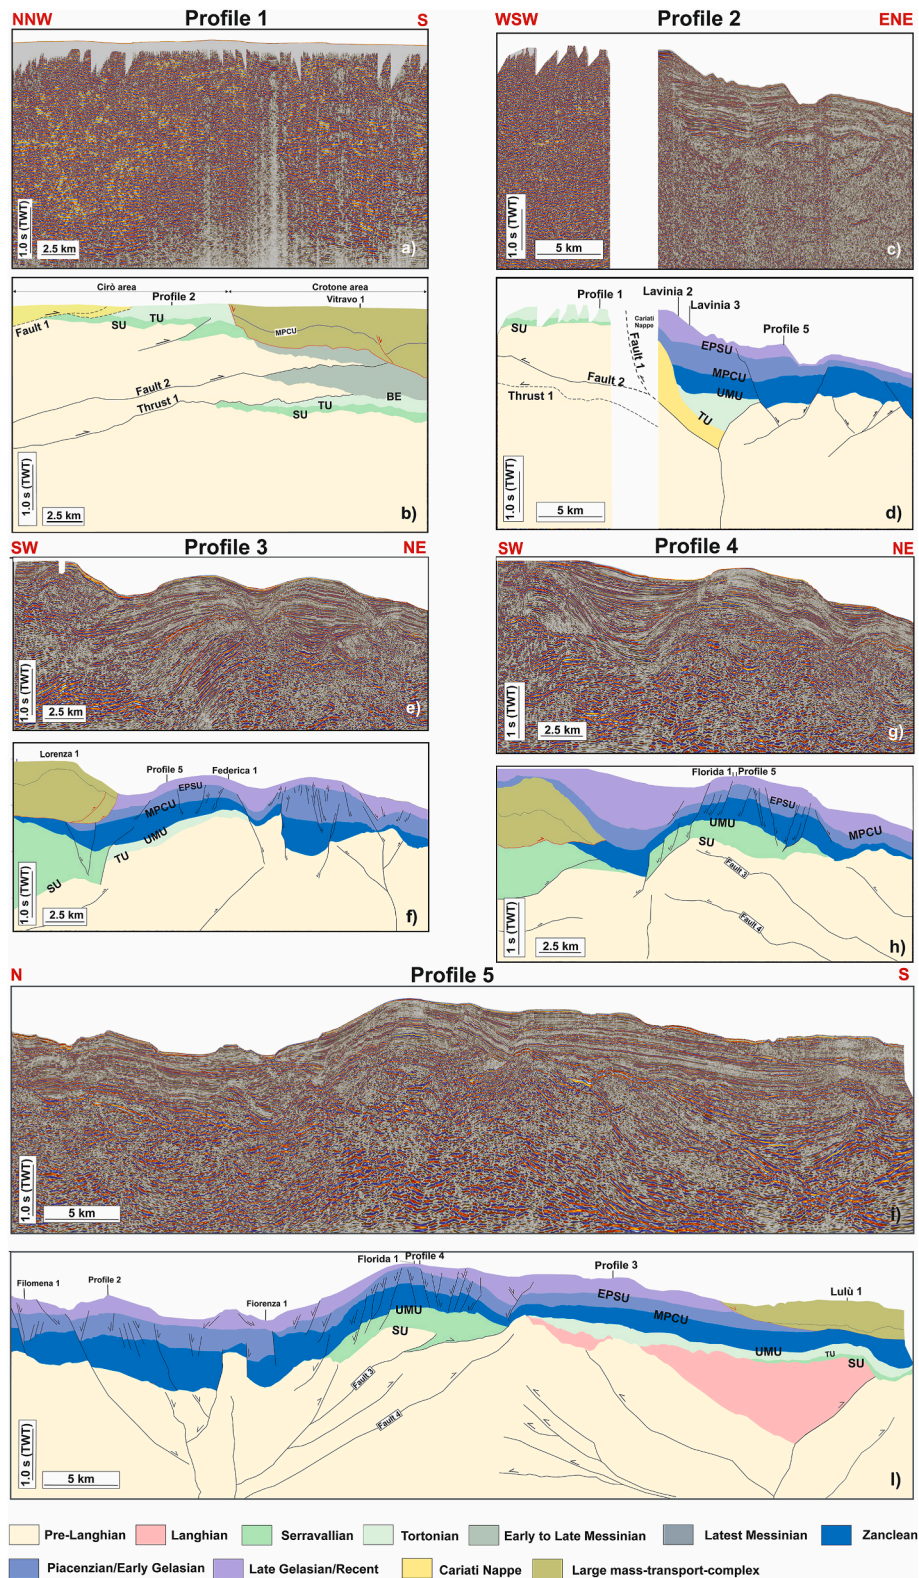 Profile 1
Profile 2
NNW
S
WSW
ENE
1.0 s (TWT)
2.5 km
a)
1.0 s (TWT)
5 km
c)
Cirò area
Crotone area
Profile 2
Vitravo 1
Fault 1
SU
TU
MPCU
Fault 2
Thrust 1
SU
TU
BE
1.0 s (TWT)
2.5 km
b)
Lavinia 2
Lavinia 3
Profile 1
Cariati
Nappe
Profile 5
SU
EPSU
Fault 1
MPCU
Fault 2
UMU
Thrust 1
TU
1.0 s (TWT)
5 km
d)
SW
Profile 3
NE
SW
Profile 4
NE
1.0 s (TWT)
2.5 km
e)
1 s (TWT)
2.5 km
g)
Lorenza 1
Profile 5
Federica 1
EPSU
MPCU
UMU
TU
SU
1.0 s (TWT)
2.5 km
f)
Florida 1
Profile 5
EPSU
UMU
MPCU
SU
Fault 3
Fault 4
1 s (TWT)
2.5 km
h)
N
Profile 5
S
1.0 s (TWT)
5 km
i)
Florida 1
Profile 4
Profile 3
Filomena 1
Profile 2
Fiorenza 1
Lulù 1
EPSU
MPCU
UMU
SU
UMU
TU
SU
Fault 3
Fault 4
1.0 s (TWT)
5 km
l)
Pre-Langhian
Langhian
Serravallian
Tortonian
Early to Late Messinian
Latest Messinian
Zanclean
Piacenzian/Early Gelasian
Late Gelasian/Recent
Cariati Nappe
Large mass-transport-complex